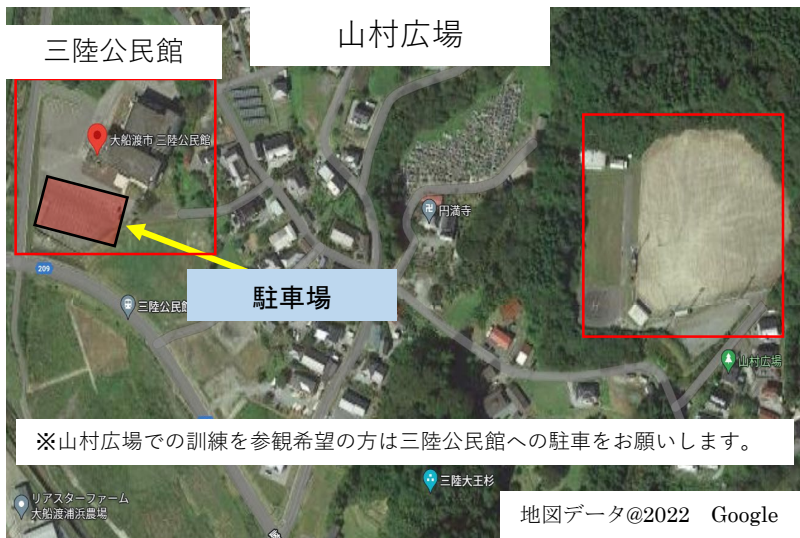 三陸公民館
山村広場
大船渡市 三陸公民館
円満寺
209
駐車場
三陸公民館
山村広場
※山村広場での訓練を参観希望の方は三陸公民館への駐車をお願いします。
三陸大王杉
リアスターファーム
大船渡浦浜農場
地図データ@2022 Google